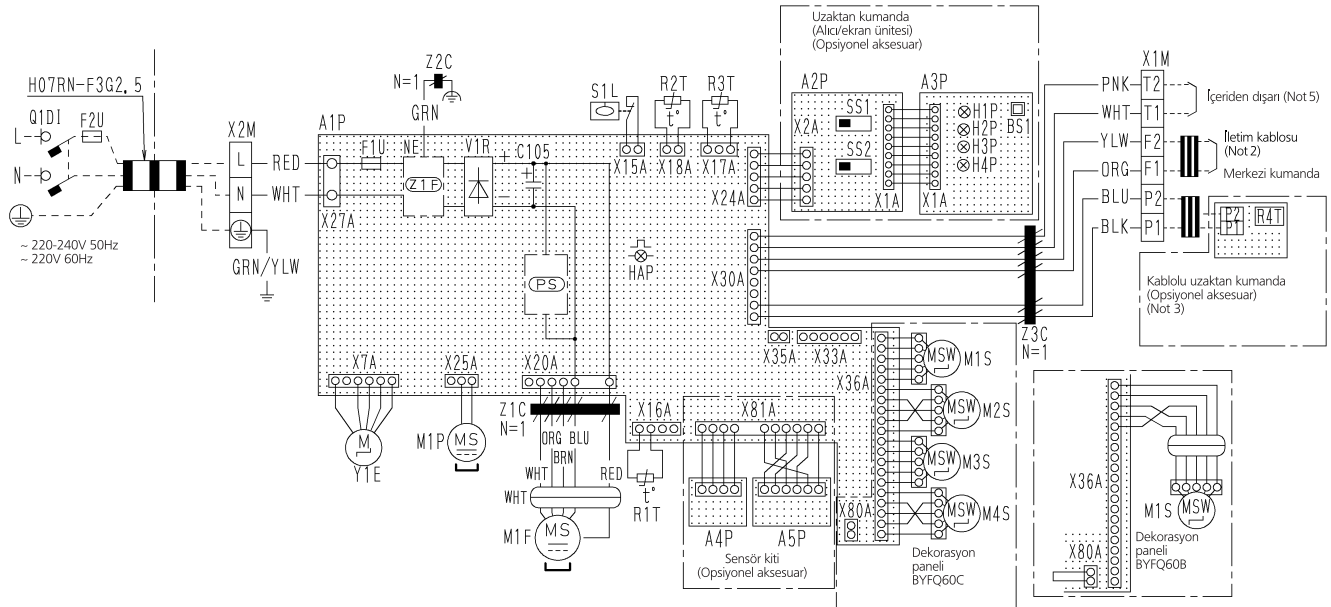 H07RN-F3G2,5
Q1DI
F2U
L
N
~ 220-240V 50Hz
~ 220V 60Hz
X2M
L
N
RED
WHT
GRN/YLW
A1P
X27A
F1U
N=1
Z2C
GRN
NE
Z1F
V1R
C105
PS
HAP
S1L
R2T
t°
R3T
t°
X15A
X18A
X17A
X24A
X30A
Uzaktan kumanda
(Alıcı/ekran ünitesi)
(Opsiyonel aksesuar)
A2P
A3P
X2A
SS1
SS2
X1A
X1A
H1P
H2P
H3P
H4P
BS1
X1M
PNK T2
WHT T1
YLW F2
ORG F1
BLU P2
BLK P1
İçeriden dışarı (Not 5)
İletim kablosu
(Not 2)
Merkezi kumanda
P2
P1
R4T
Kablolu uzaktan kumanda
(Opsiyonel aksesuar)
(Not 3)
Z3C
N=1
X35A
X33A
X7A
X25A
X20A
X16A
X81A
X36A
X80A
M
Y1E
M1P
MS
Z1C
N=1
ORG
BLU
BRN
WHT
RED
WHT
M1F
MS
t°
R1T
A4P
A5P
Sensör kiti
(Opsiyonel aksesuar)
MSW
M1S
MSW
M2S
MSW
M3S
MSW
M4S
Dekorasyon
paneli
BYFQ60C
X36A
X80A
M1S
MSW
Dekorasyon
paneli
BYFQ60B